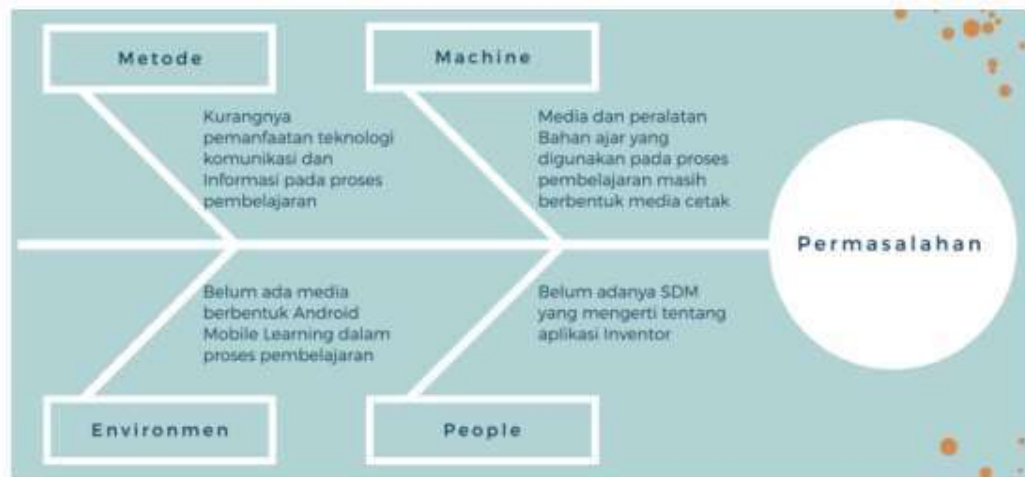 Metode
Machine
Kurangnya
pemanfaatan teknologi
komunikasi dan
Informasi pada proses
pembelajaran
Media dan peralatan
Bahan ajar yang
digunakan pada proses
pembelajaran masih
berbentuk media cetak
Permasalahan
Belum ada media
berbentuk Android
Mobile Learning dalam
proses pembelajaran
Belum adanya SDM
yang mengerti tentang
aplikasi Inventor
Environmen
People